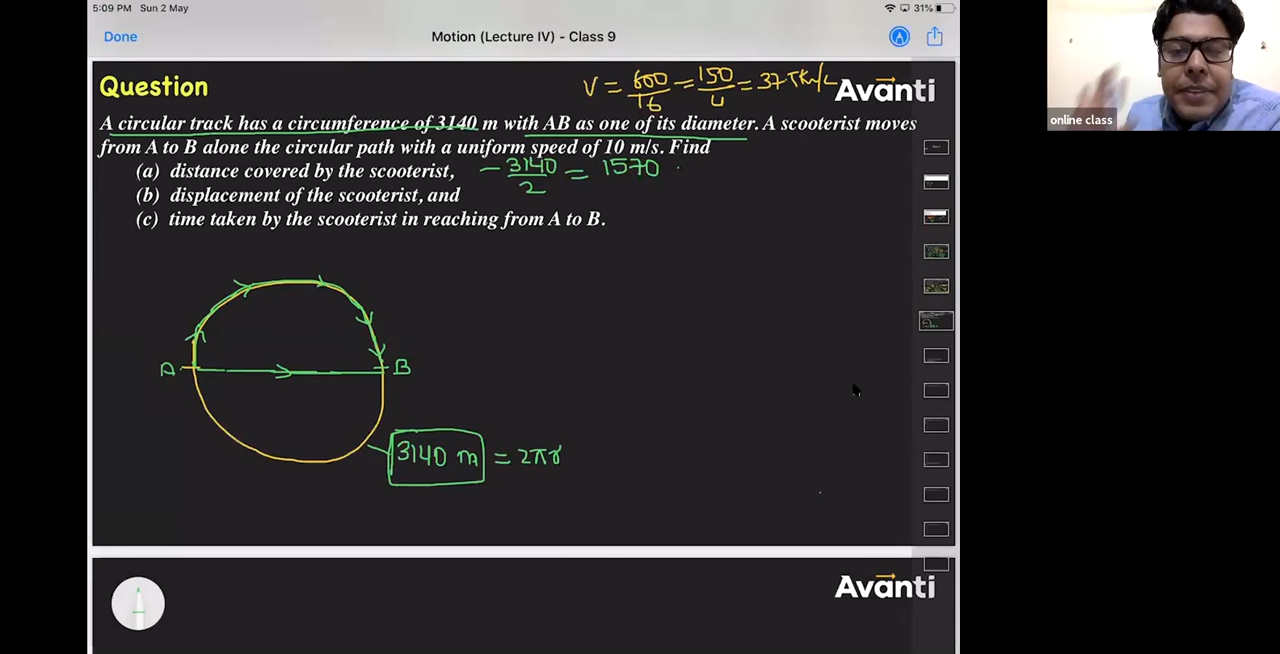 5:09 PM Sun 2 May
31%
Done
Motion (Lecture IV) - Class 9
Question
V = 600/16 = 150/4 = 37.5 Km/h
Avanti
A circular track has a circumference of 3140 m with AB as one of its diameter. A scooterist moves
from A to B alone the circular path with a uniform speed of 10 m/s. Find
(a) distance covered by the scooterist, - 3140/2 = 1570
(b) displacement of the scooterist, and
(c) time taken by the scooterist in reaching from A to B.
A
B
3140 m = 2πr
Avanti
online class